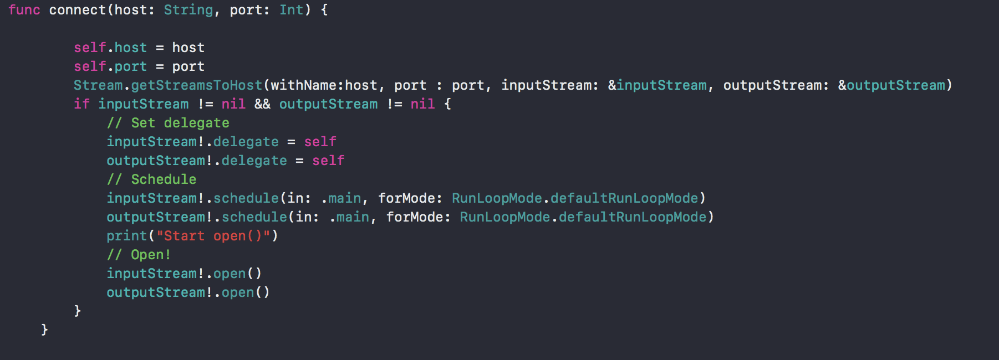 func connect(host: String, port: Int) {
self.host = host
self.port = port
Stream.getStreamsToHost(withName:host, port : port, inputStream: &inputStream, outputStream: &outputStream)
if inputStream != nil && outputStream != nil {
// Set delegate
inputStream!.delegate = self
outputStream!.delegate = self
// Schedule
inputStream!.schedule(in: .main, forMode: RunLoopMode.defaultRunLoopMode)
outputStream!.schedule(in: .main, forMode: RunLoopMode.defaultRunLoopMode)
print("Start open()")
// Open!
inputStream!.open()
outputStream!.open()
}
}